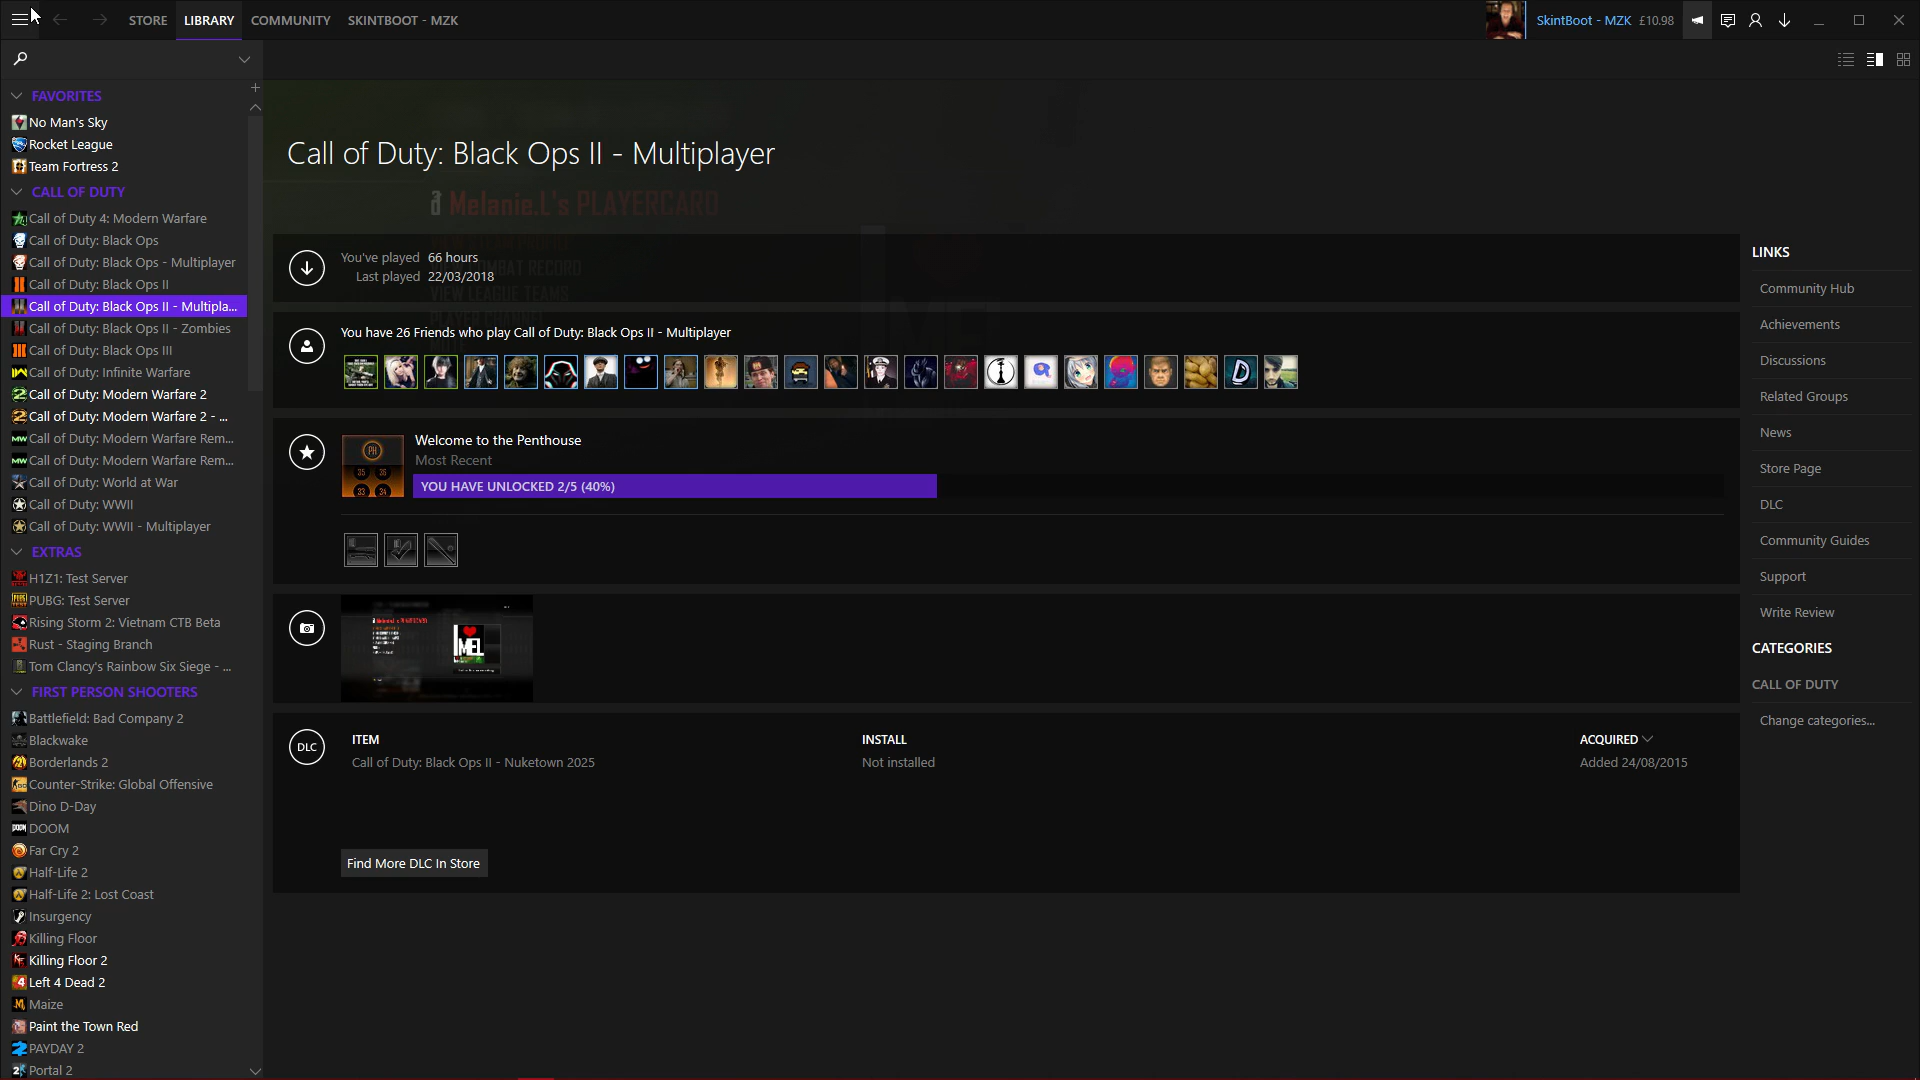 STORE
LIBRARY
COMMUNITY
SKINTBOOT - MZK
SkintBoot - MZK £10.98
FAVORITES
No Man's Sky
Rocket League
Team Fortress 2
CALL OF DUTY
Call of Duty 4: Modern Warfare
Call of Duty: Black Ops
Call of Duty: Black Ops - Multiplayer
Call of Duty: Black Ops II
Call of Duty: Black Ops II - Multipla...
Call of Duty: Black Ops II - Zombies
Call of Duty: Black Ops III
Call of Duty: Infinite Warfare
Call of Duty: Modern Warfare 2
Call of Duty: Modern Warfare 2 - ...
Call of Duty: Modern Warfare Rem...
Call of Duty: Modern Warfare Rem...
Call of Duty: World at War
Call of Duty: WWII
Call of Duty: WWII - Multiplayer
EXTRAS
H1Z1: Test Server
PUBG: Test Server
Rising Storm 2: Vietnam CTB Beta
Rust - Staging Branch
Tom Clancy's Rainbow Six Siege - ...
FIRST PERSON SHOOTERS
Battlefield: Bad Company 2
Blackwake
Borderlands 2
Counter-Strike: Global Offensive
Dino D-Day
DOOM
Far Cry 2
Half-Life 2
Half-Life 2: Lost Coast
Insurgency
Killing Floor
Killing Floor 2
Left 4 Dead 2
Maize
Paint the Town Red
PAYDAY 2
Portal 2
Call of Duty: Black Ops II - Multiplayer
Melanie.L's PLAYERCARD
You've played 66 hours
Last played 22/03/2018
COMBAT RECORD
VIEW LEAGUE TEAMS
You have 26 Friends who play Call of Duty: Black Ops II - Multiplayer
PH
35 36
33 34
Welcome to the Penthouse
Most Recent
YOU HAVE UNLOCKED 2/5 (40%)
MEL
DLC
ITEM
INSTALL
ACQUIRED
Call of Duty: Black Ops II - Nuketown 2025
Not installed
Added 24/08/2015
Find More DLC In Store
LINKS
Community Hub
Achievements
Discussions
Related Groups
News
Store Page
DLC
Community Guides
Support
Write Review
CATEGORIES
CALL OF DUTY
Change categories...